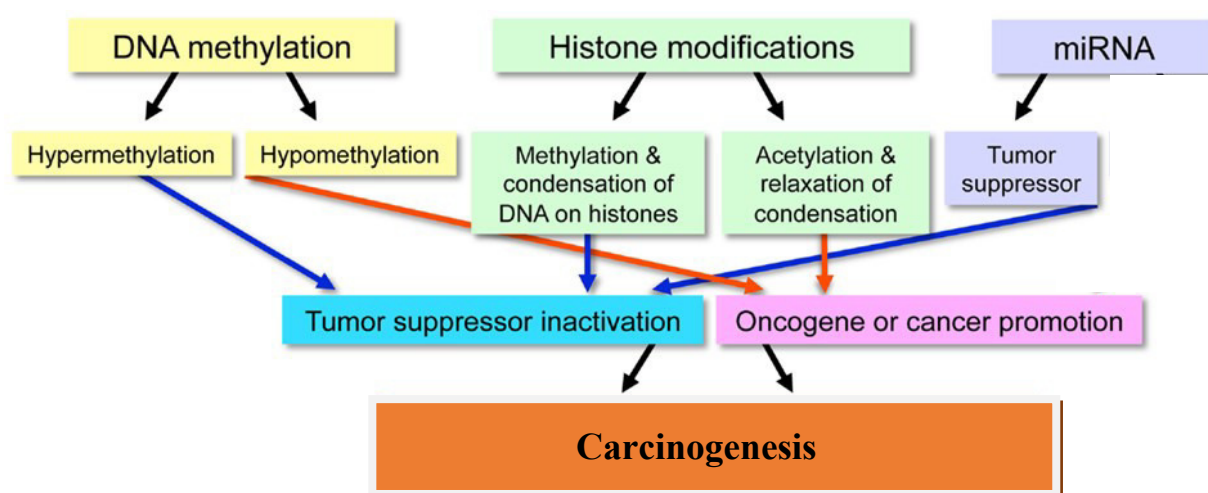 DNA methylation
Histone modifications
miRNA
Hypermethylation
Hypomethylation
Methylation &
condensation of
DNA on histones
Acetylation &
relaxation of
condensation
Tumor
suppressor
Tumor suppressor inactivation
Oncogene or cancer promotion
Carcinogenesis